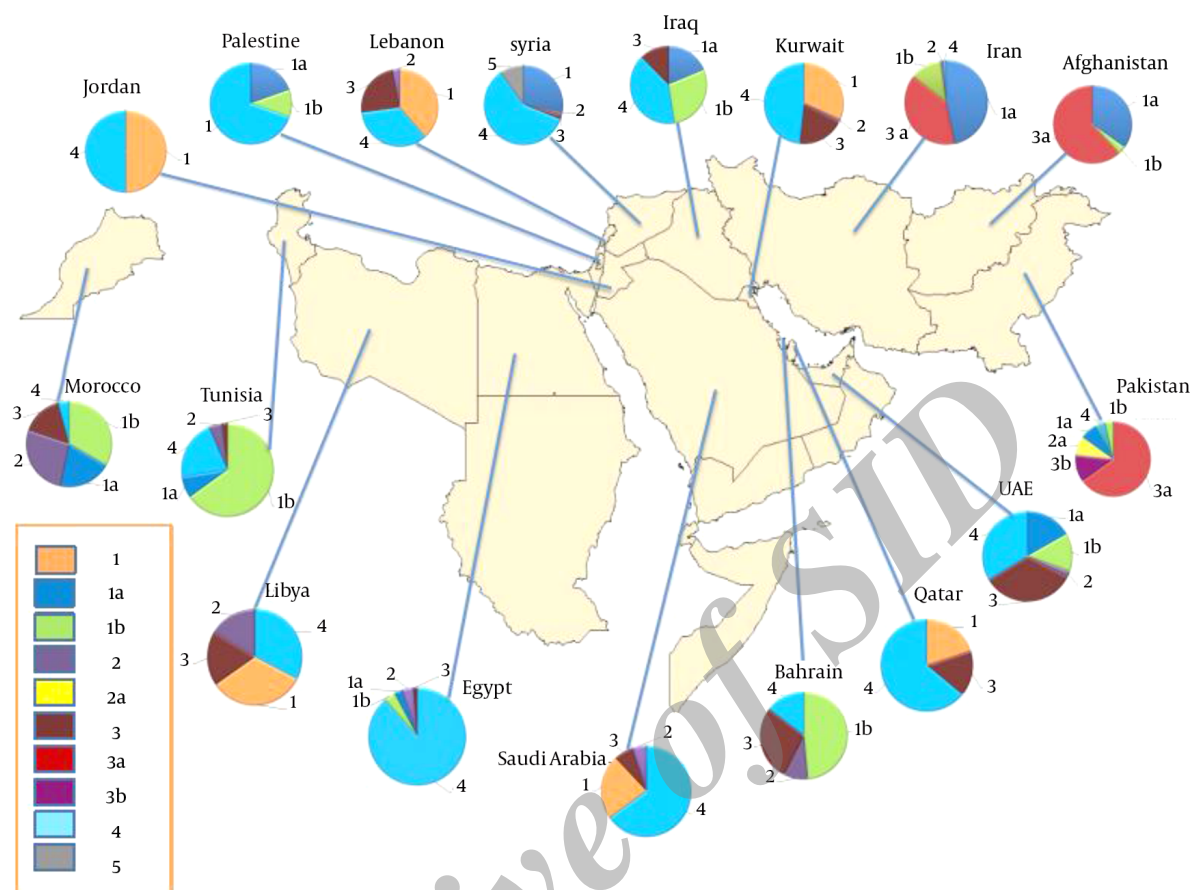 Iraq
Palestine
1a
1b
1
Lebanon
2
1
3
4
syria
5
1
2
3
4
3
1a
1b
4
Kurwait
1
2
3
4
Iran
2 4
1b
1a
3 a
Afghanistan
1a
1b
3a
Jordan
4
1
Morocco
4
3
1b
2
1a
Tunisia
2
3
4
1a
1b
Pakistan
1a 4 1b
2a
3b
3a
UAE
1a
1b
4
2
3
Libya
2
4
3
1
Egypt
1a
2
3
1b
4
Qatar
1
3
4
Bahrain
4
1b
3
2
Saudi Arabia
3
2
1
4
1
1a
1b
2
2a
3
3a
3b
4
5
ive of SID